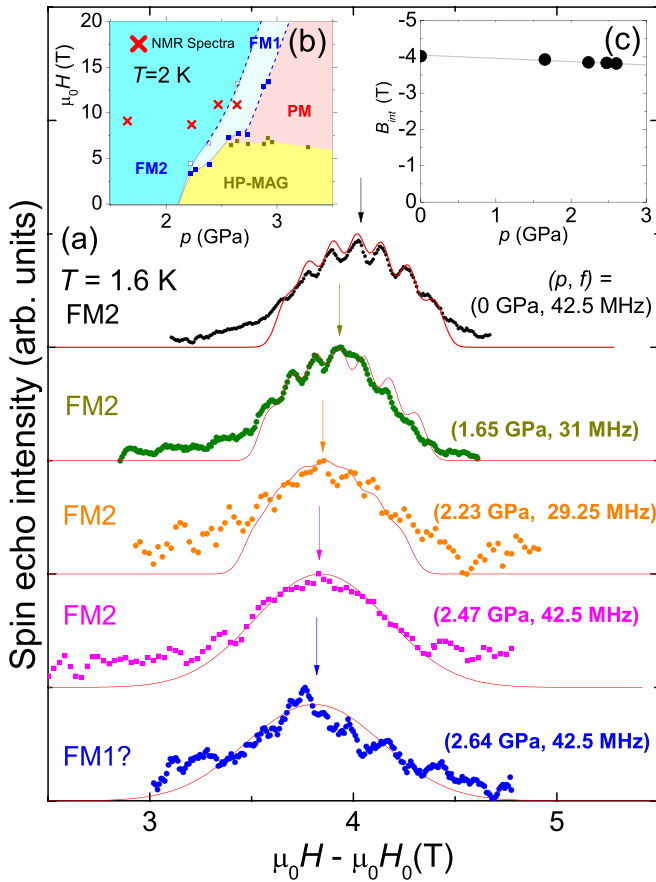 20
15
10
5
0
μ₀H (T)
NMR Spectra
(b)
FM1
T=2 K
PM
FM2
HP-MAG
2
3
p (GPa)
-5
-4
-3
-2
-1
0
B_int (T)
(c)
0
1
2
3
p (GPa)
(a)
T = 1.6 K
FM2
(p, f) =
(0 GPa, 42.5 MHz)
FM2
(1.65 GPa, 31 MHz)
FM2
(2.23 GPa, 29.25 MHz)
FM2
(2.47 GPa, 42.5 MHz)
FM1?
(2.64 GPa, 42.5 MHz)
Spin echo intensity (arb. units)
3
4
5
μ₀H - μ₀H₀(T)